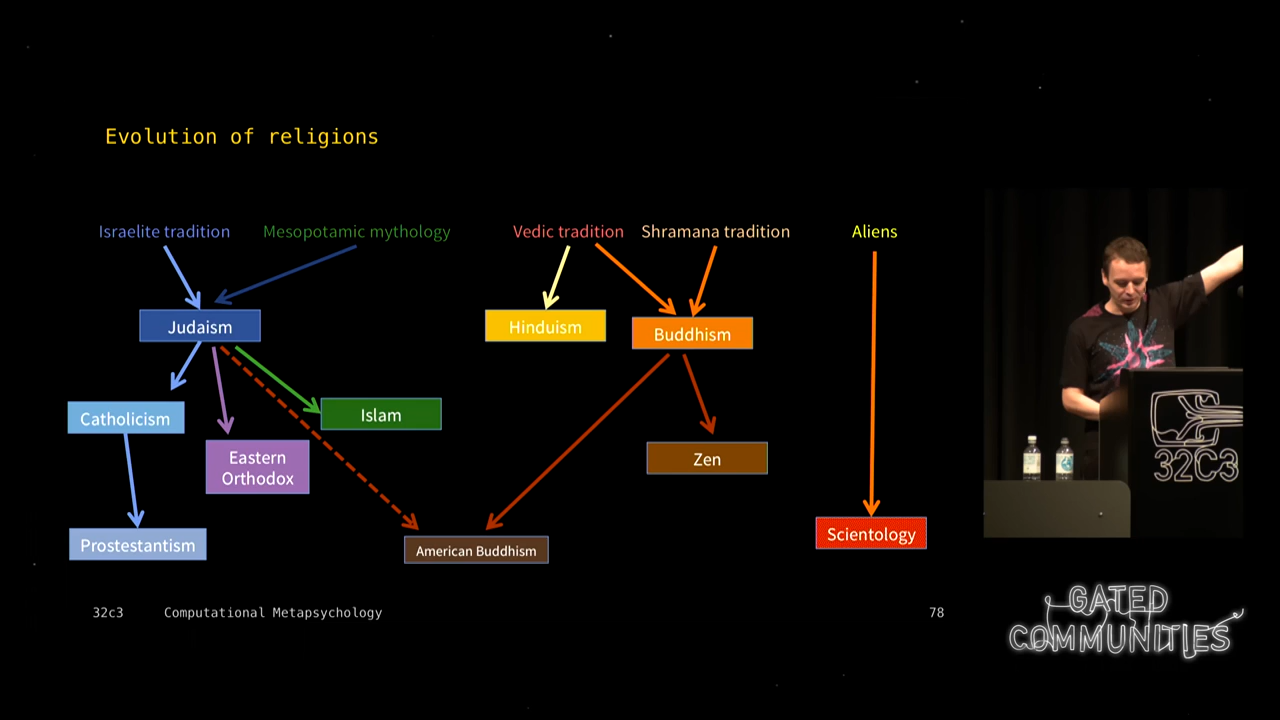 Evolution of religions
Israelite tradition
Mesopotamic mythology
Vedic tradition
Shramana tradition
Aliens
Judaism
Hinduism
Buddhism
Catholicism
Islam
Eastern
Orthodox
Zen
Prostestantism
American Buddhism
Scientology
32c3
Computational Metapsychology
78
32C3
GATED
COMMUNITIES